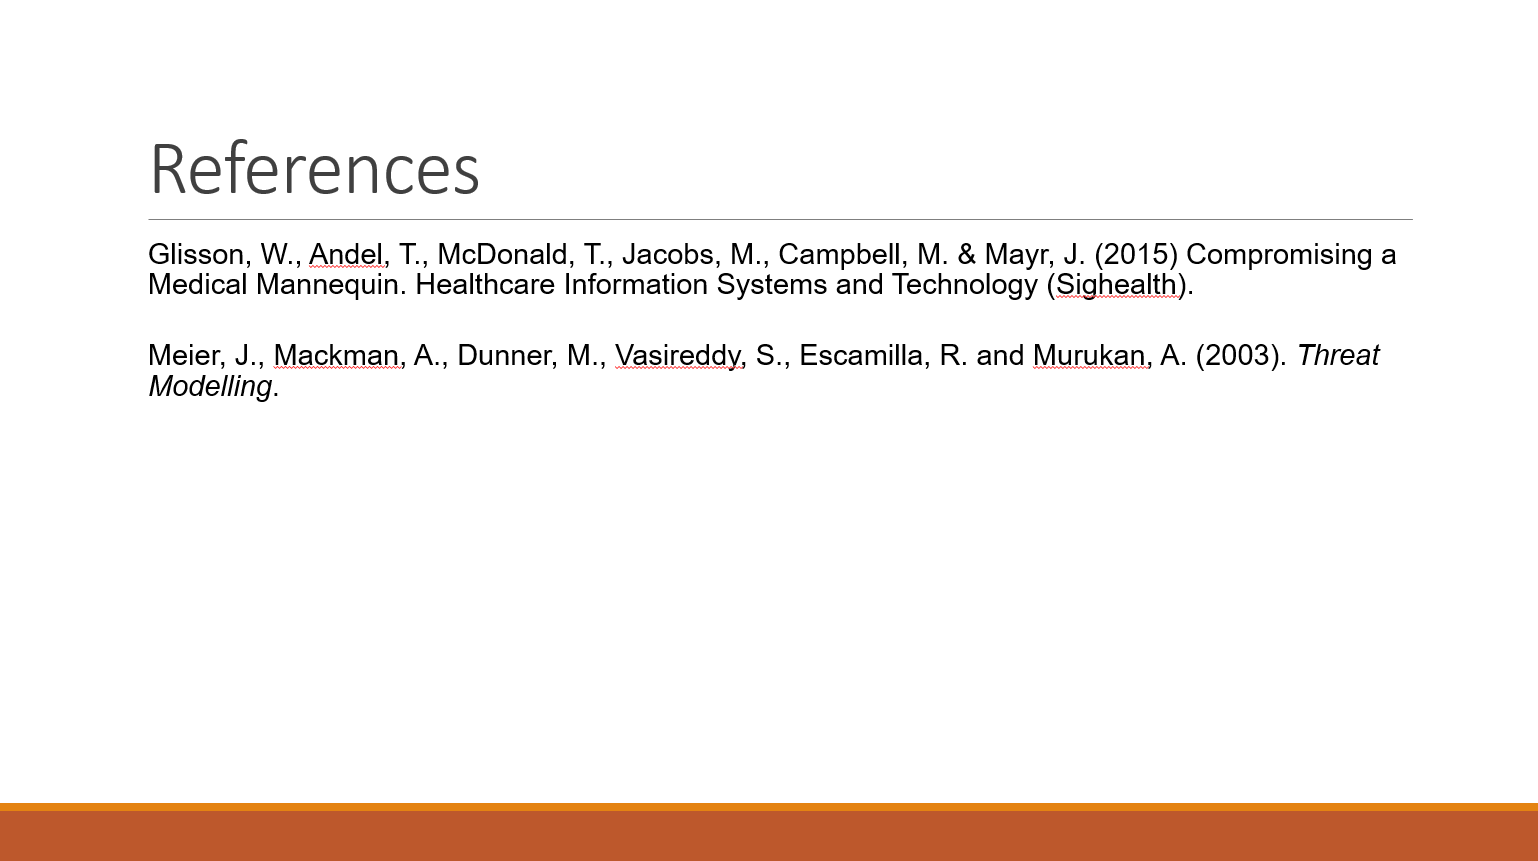 References
Glisson, W., Andel, T., McDonald, T., Jacobs, M., Campbell, M. & Mayr, J. (2015) Compromising a
Medical Mannequin. Healthcare Information Systems and Technology (Sighealth).
Meier, J., Mackman, A., Dunner, M., Vasireddy, S., Escamilla, R. and Murukan, A. (2003). Threat
Modelling.